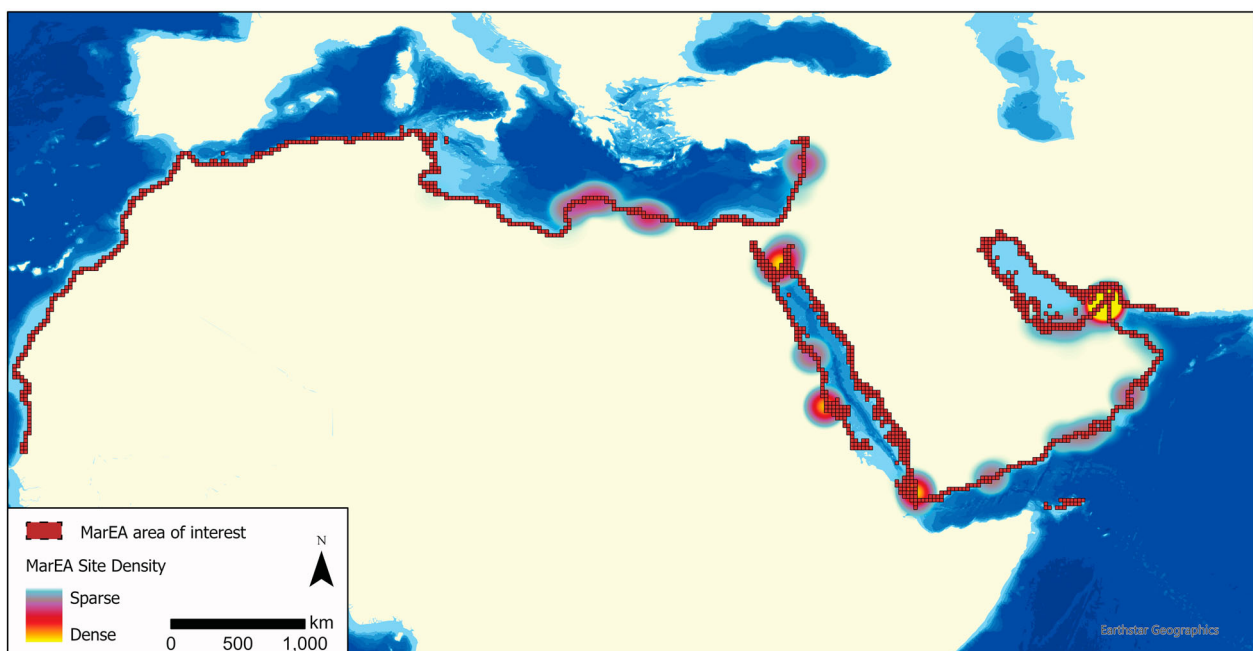 MarEA area of interest
N
MarEA Site Density
Sparse
Dense
km
0 500 1,000
Earthstar Geographics